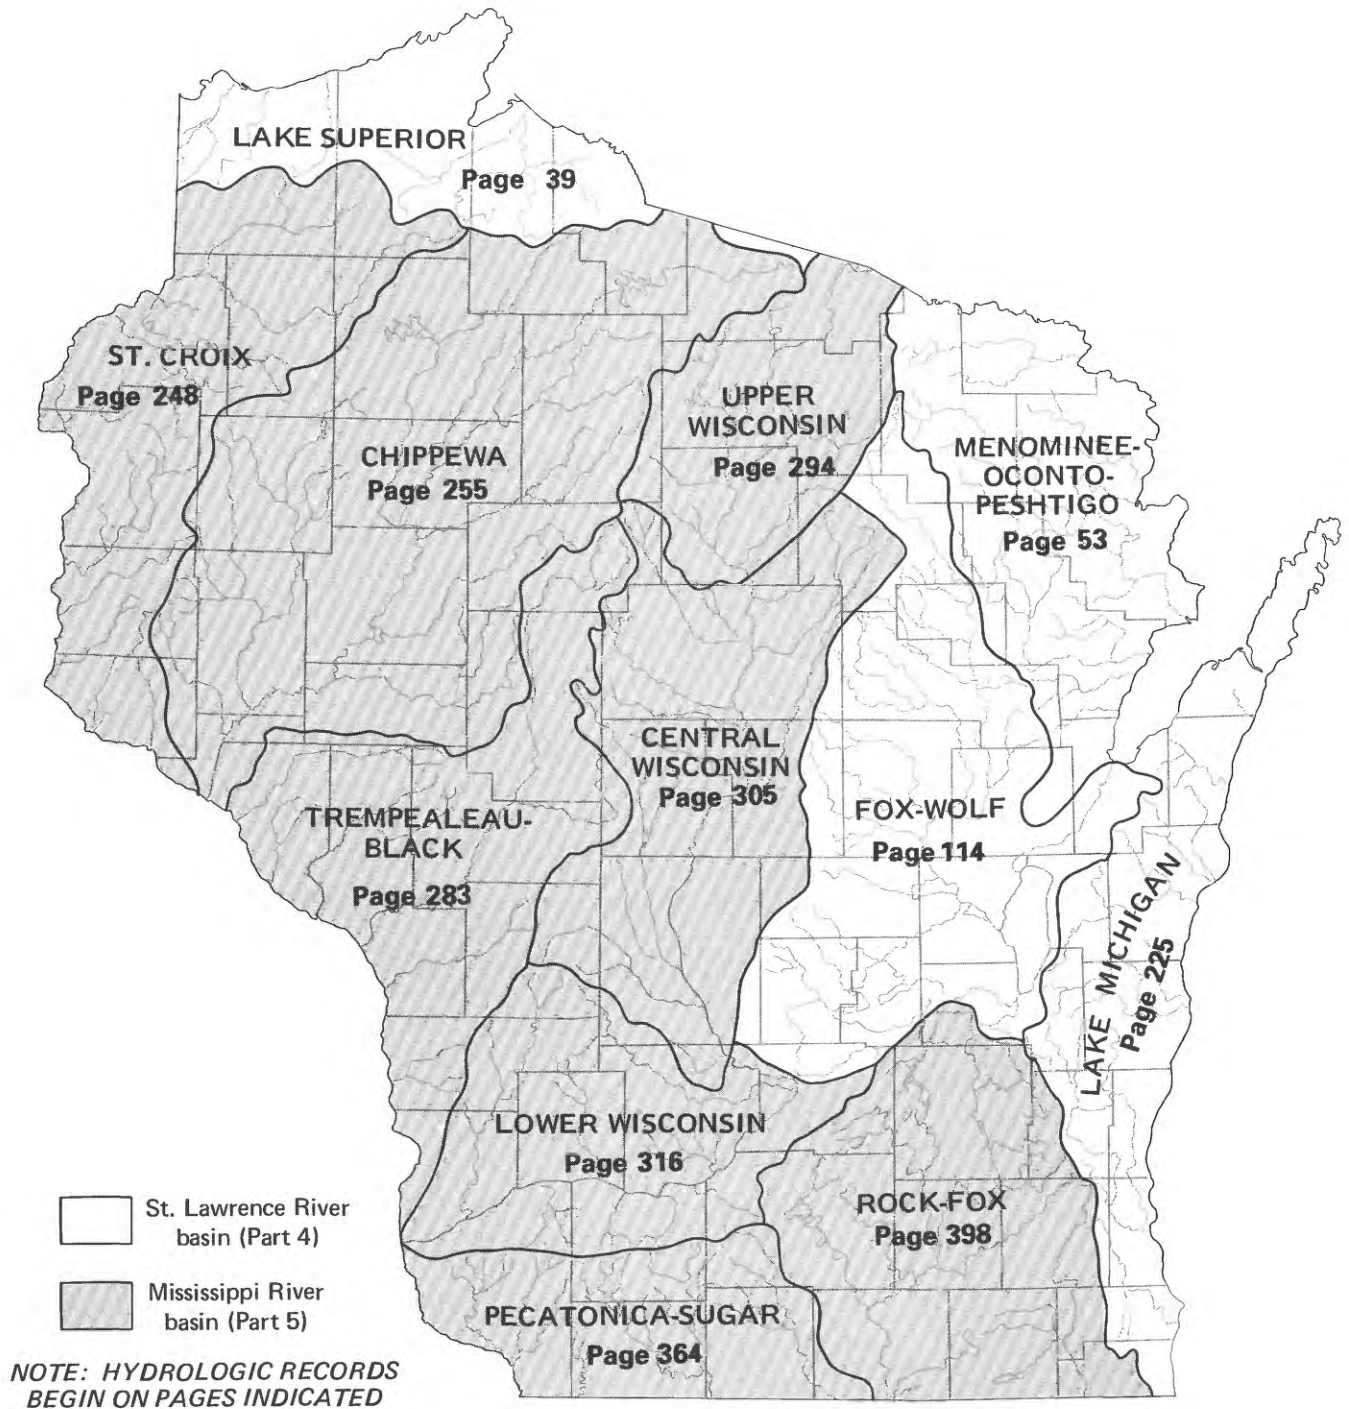 LAKE SUPERIOR
Page 39
ST. CROIX
Page 248
CHIPPEWA
Page 255
UPPER
WISCONSIN
Page 294
MENOMINEE-
OCONTO-
PESHTIGO
Page 53
CENTRAL
WISCONSIN
Page 305
TREMPEALEAU-
BLACK
Page 283
FOX-WOLF
Page 114
LAKE MICHIGAN
Page 225
LOWER WISCONSIN
Page 316
ROCK-FOX
Page 398
PECATONICA-SUGAR
Page 364
St. Lawrence River
basin (Part 4)
Mississippi River
basin (Part 5)
NOTE: HYDROLOGIC RECORDS
BEGIN ON PAGES INDICATED